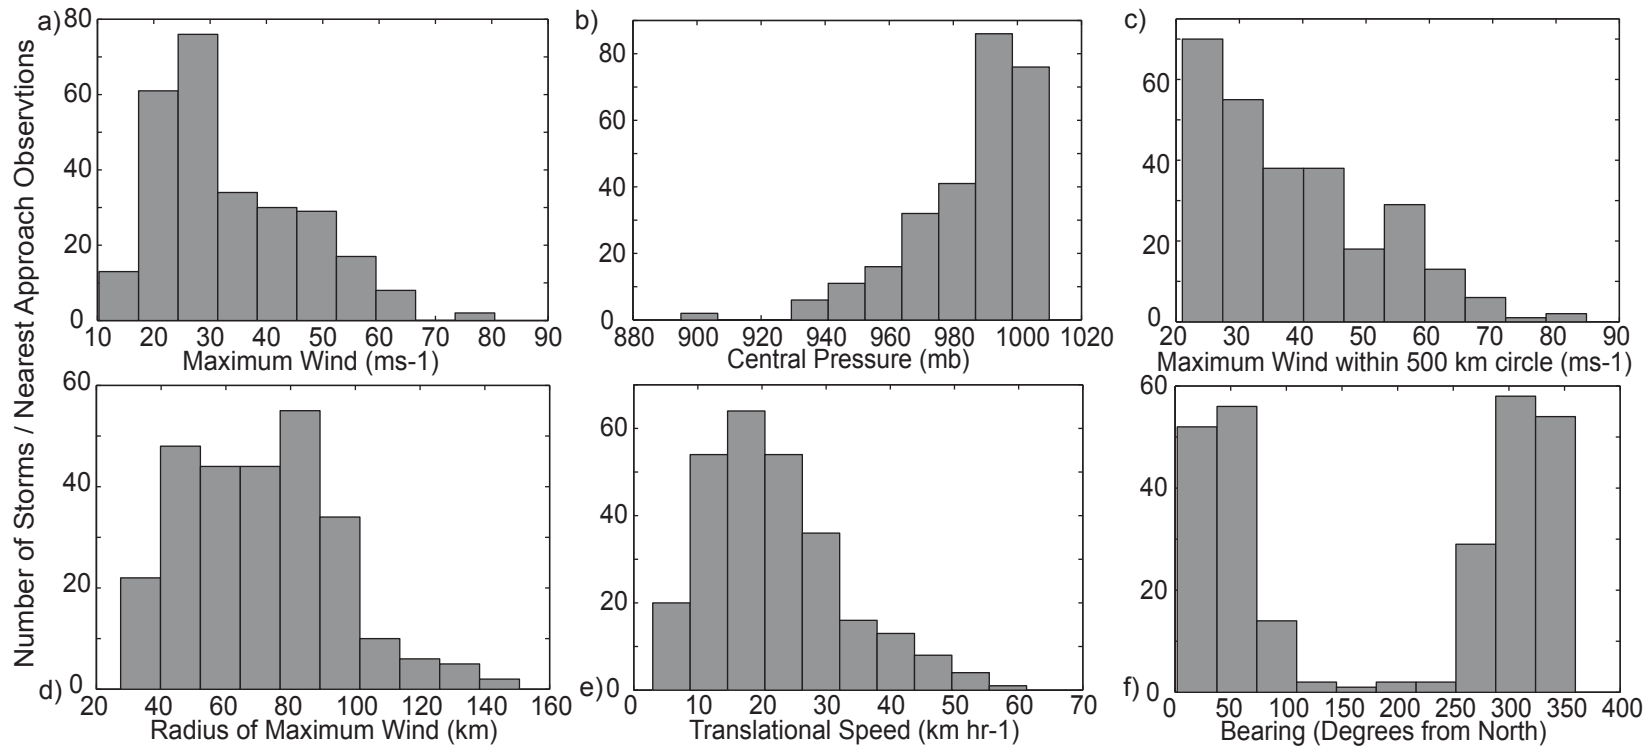 Number of Storms / Nearest Approach Observtions
a)
80
60
40
20
0
10 20 30 40 50 60 70 80 90
Maximum Wind (ms-1)
b)
80
60
40
20
0
880 900 920 940 960 980 1000 1020
Central Pressure (mb)
c)
60
40
20
0
20 30 40 50 60 70 80 90
Maximum Wind within 500 km circle (ms-1)
d)
60
40
20
0
20 40 60 80 100 120 140 160
Radius of Maximum Wind (km)
e)
60
40
20
0
0 10 20 30 40 50 60 70
Translational Speed (km hr-1)
f)
60
40
20
0
0 50 100 150 200 250 300 350 400
Bearing (Degrees from North)